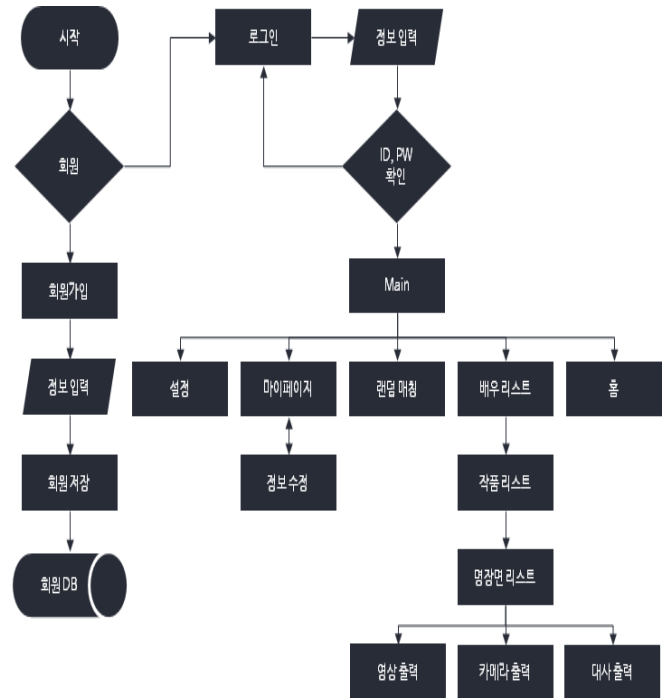 시작
로그인
정보 입력
회원
ID, PW
확인
회원가입
Main
정보 입력
설정
마이페이지
랜덤 매칭
배우 리스트
홈
회원 저장
정보 수정
작품 리스트
회원 DB
명장면 리스트
영상 출력
카메라 출력
대사 출력